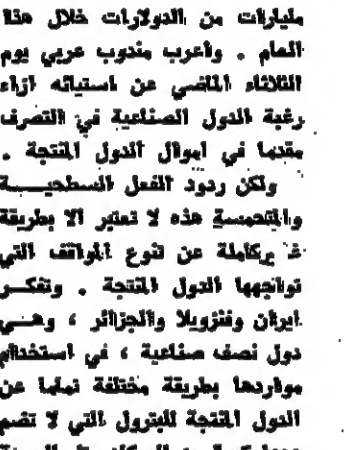 مليارات من الدولارات خلال هذا
العام . واعرب مندوب عربي يوم
الثلاثاء الماضي عن استيائه ازاء
رغبة الدول الصناعية في التصرف
مقدما في اموال الدول المنتجة .
ولكن ردود الفعل السطحيـــة
والمتحمسة هذه لا تعتبر الا بطريقة
غير كاملة عن تنوع المواقف التي
تواجهها الدول المنتجة . وتفكـر
ايران وفنزويلا والجزائر ، وهـي
دول نصف صناعية ، في استخدام
مواردها بطريقة مختلفة تماما عن
الدول المنتجة للبترول التي لا تضم